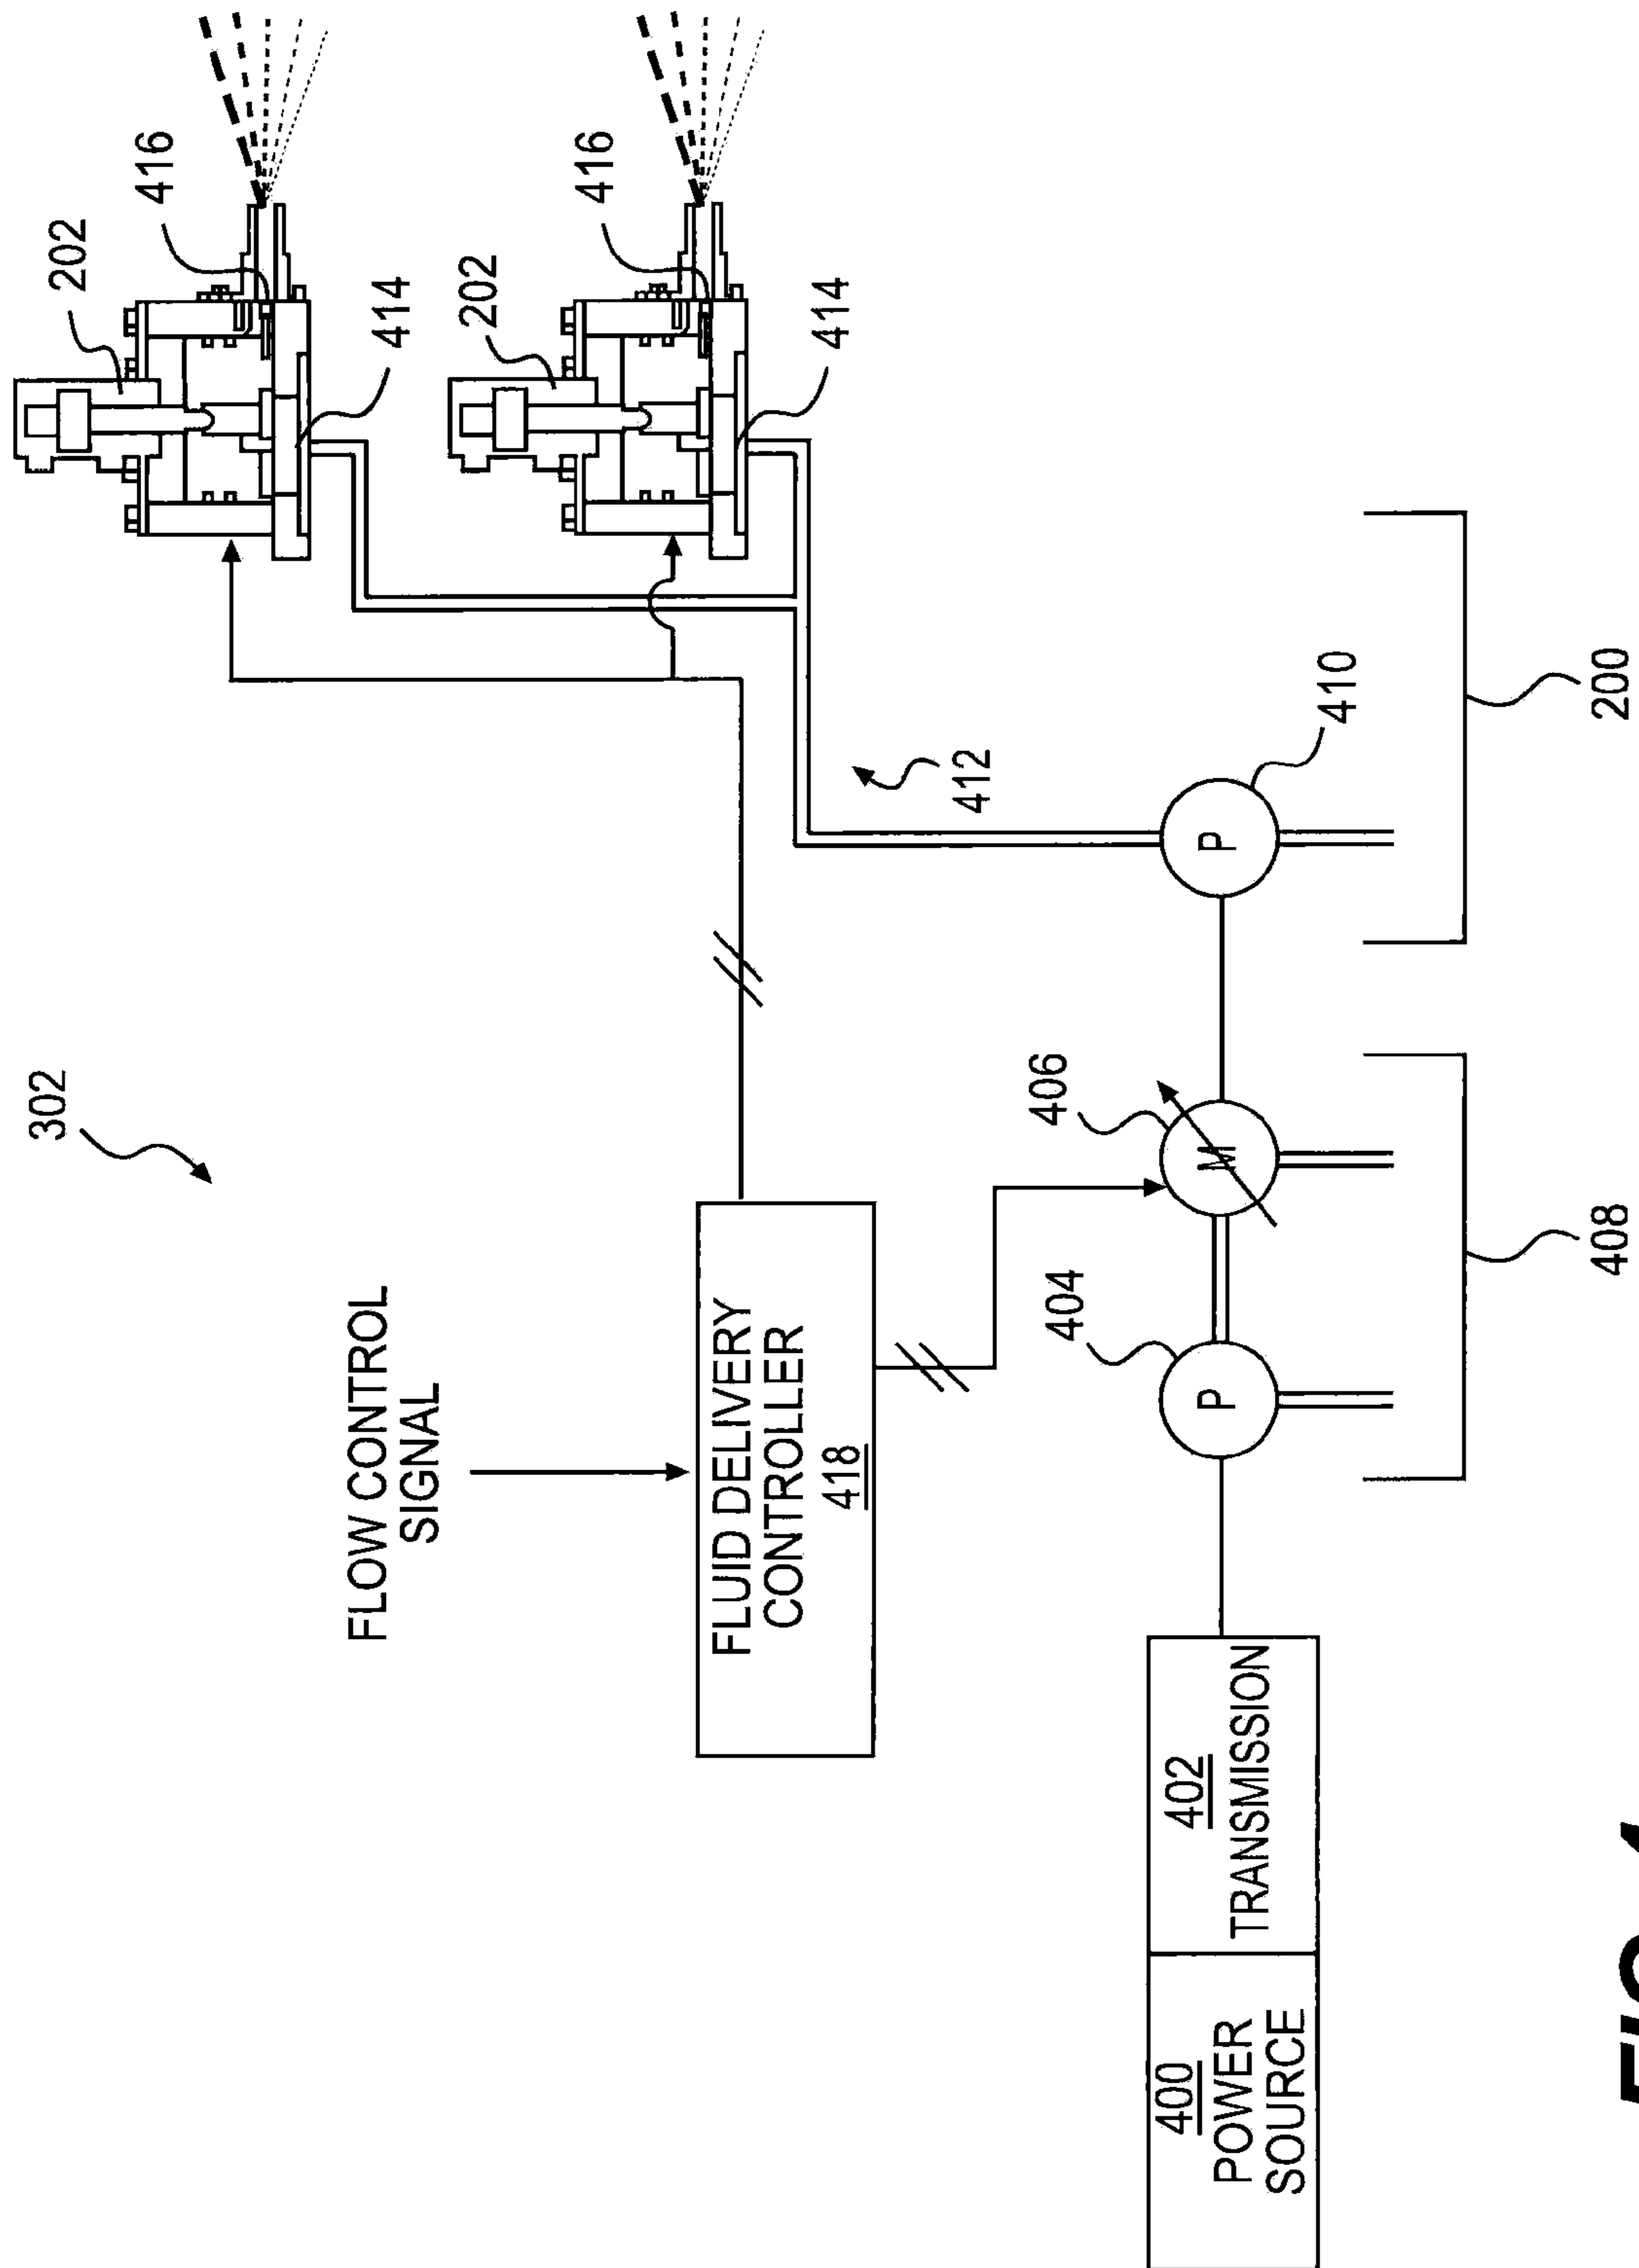 302
202
416
FLOW CONTROL
SIGNAL
414
202
416
FLUID DELIVERY
CONTROLLER
418
414
412
406
404
400
POWER
SOURCE
402
TRANSMISSION
P
M
P
410
408
200